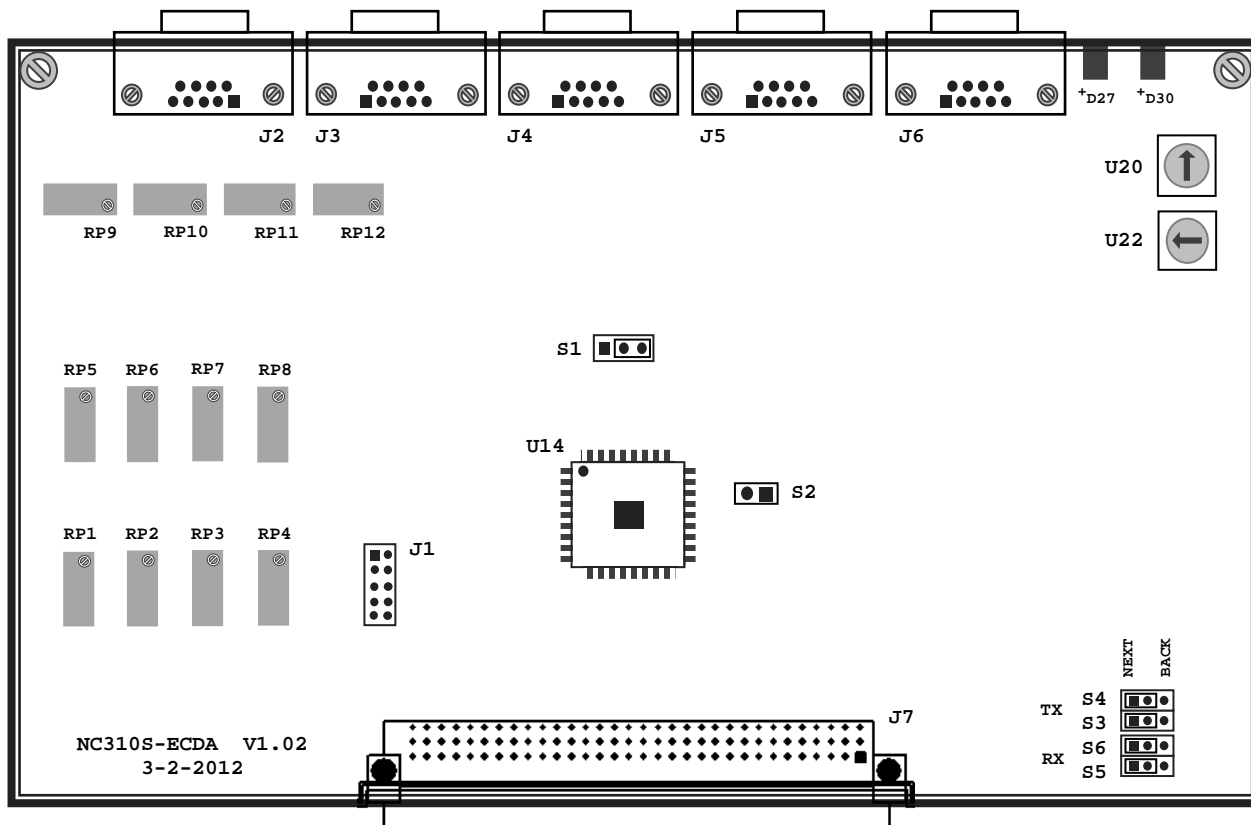 +D27 +D30
J2 J3 J4 J5 J6
U20
RP9 RP10 RP11 RP12
U22
S1
RP5 RP6 RP7 RP8
U14
S2
RP1 RP2 RP3 RP4
J1
NEXT BACK
TX S4
S3
RX S6
S5
J7
NC310S-ECDA V1.02
3-2-2012